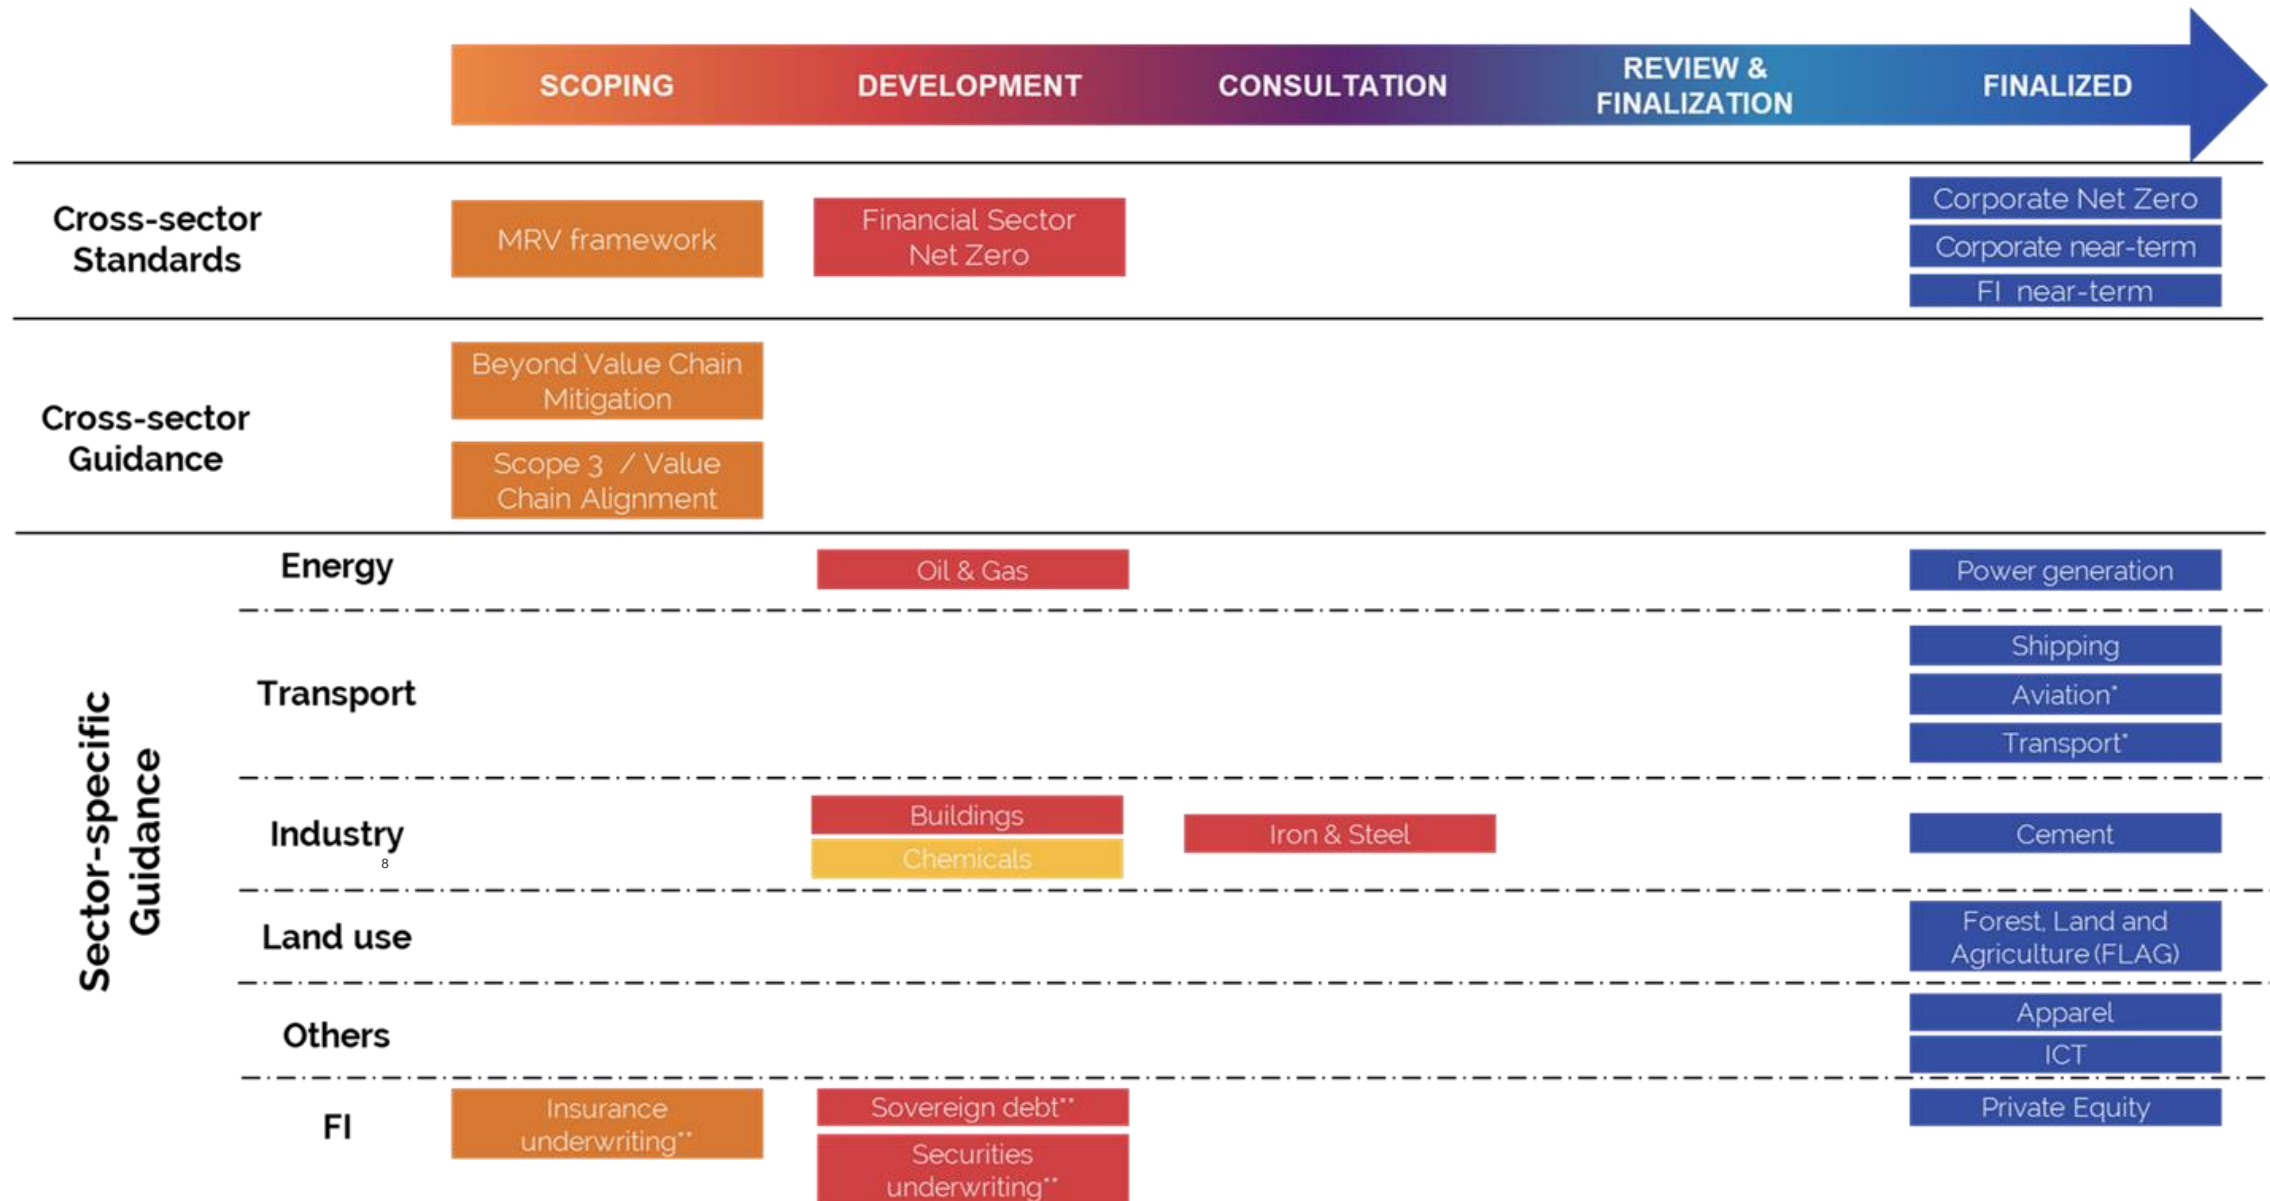 SCOPING
DEVELOPMENT
CONSULTATION
REVIEW &
FINALIZATION
FINALIZED
Cross-sector
Standards
MRV framework
Financial Sector
Net Zero
Corporate Net Zero
Corporate near-term
FI near-term
Cross-sector
Guidance
Beyond Value Chain
Mitigation
Scope 3 / Value
Chain Alignment
Sector-specific
Guidance
Energy
Oil & Gas
Power generation
Transport
Shipping
Aviation*
Transport*
Industry
8
Buildings
Chemicals
Iron & Steel
Cement
Land use
Forest, Land and
Agriculture (FLAG)
Others
Apparel
ICT
FI
Insurance
underwriting**
Sovereign debt**
Securities
underwriting**
Private Equity